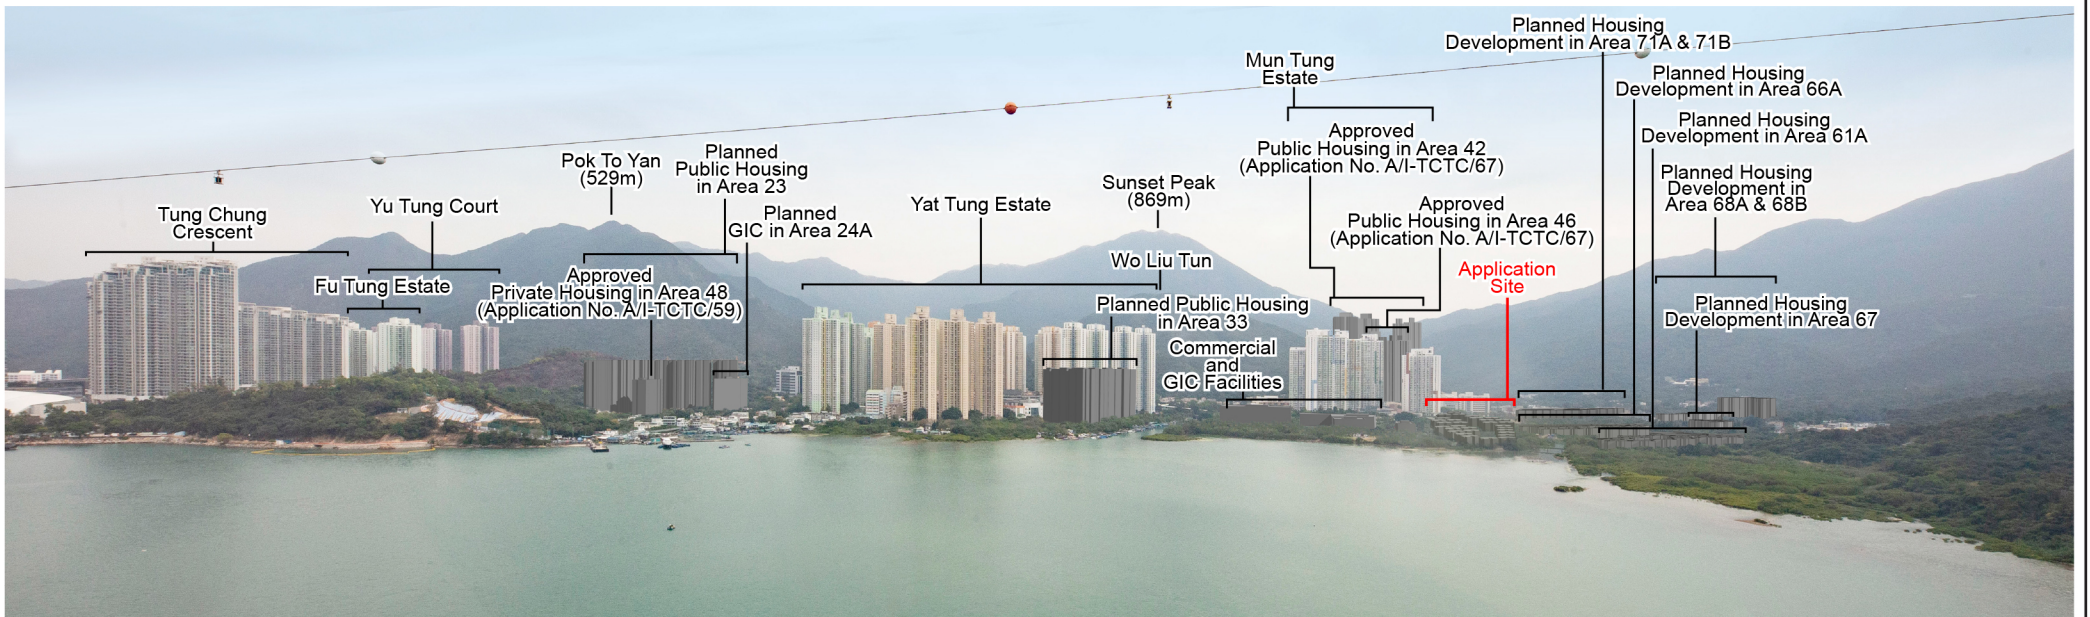 Tung Chung
Crescent
Yu Tung Court
Fu Tung Estate
Pok To Yan
(529m)
Planned
Public Housing
in Area 23
Planned
GIC in Area 24A
Approved
Private Housing in Area 48
(Application No. A/I-TCTC/59)
Yat Tung Estate
Sunset Peak
(869m)
Wo Liu Tun
Planned Public Housing
in Area 33
Commercial
and
GIC Facilities
Mun Tung
Estate
Approved
Public Housing in Area 42
(Application No. A/I-TCTC/67)
Approved
Public Housing in Area 46
(Application No. A/I-TCTC/67)
Application
Site
Planned Housing
Development in Area 71A & 71B
Planned Housing
Development in Area 66A
Planned Housing
Development in Area 61A
Planned Housing
Development in
Area 68A & 68B
Planned Housing
Development in Area 67